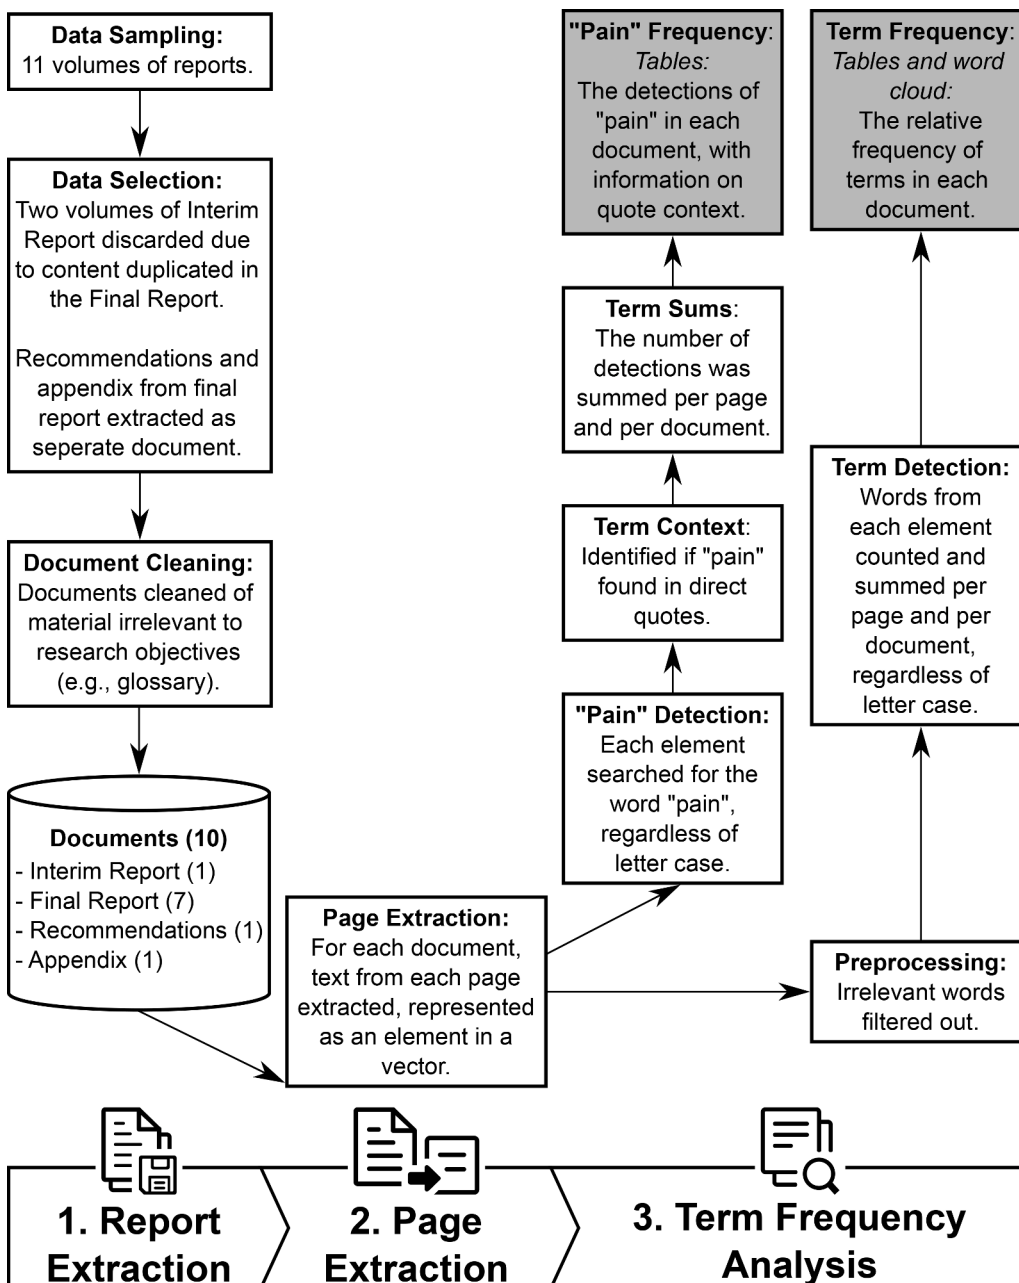 Data Sampling:
11 volumes of reports.
Data Selection:
Two volumes of Interim
Report discarded due
to content duplicated in
the Final Report.
Recommendations and
appendix from final
report extracted as
seperate document.
Document Cleaning:
Documents cleaned of
material irrelevant to
research objectives
(e.g., glossary).
Documents (10)
- Interim Report (1)
- Final Report (7)
- Recommendations (1)
- Appendix (1)
Page Extraction:
For each document,
text from each page
extracted, represented
as an element in a
vector.
"Pain" Frequency:
Tables:
The detections of
"pain" in each
document, with
information on
quote context.
Term Sums:
The number of
detections was
summed per page
and per document.
Term Context:
Identified if "pain"
found in direct
quotes.
"Pain" Detection:
Each element
searched for the
word "pain",
regardless of
letter case.
Term Frequency:
Tables and word
cloud:
The relative
frequency of
terms in each
document.
Term Detection:
Words from
each element
counted and
summed per
page and per
document,
regardless of
letter case.
Preprocessing:
Irrelevant words
filtered out.
1. Report
Extraction
2. Page
Extraction
3. Term Frequency
Analysis